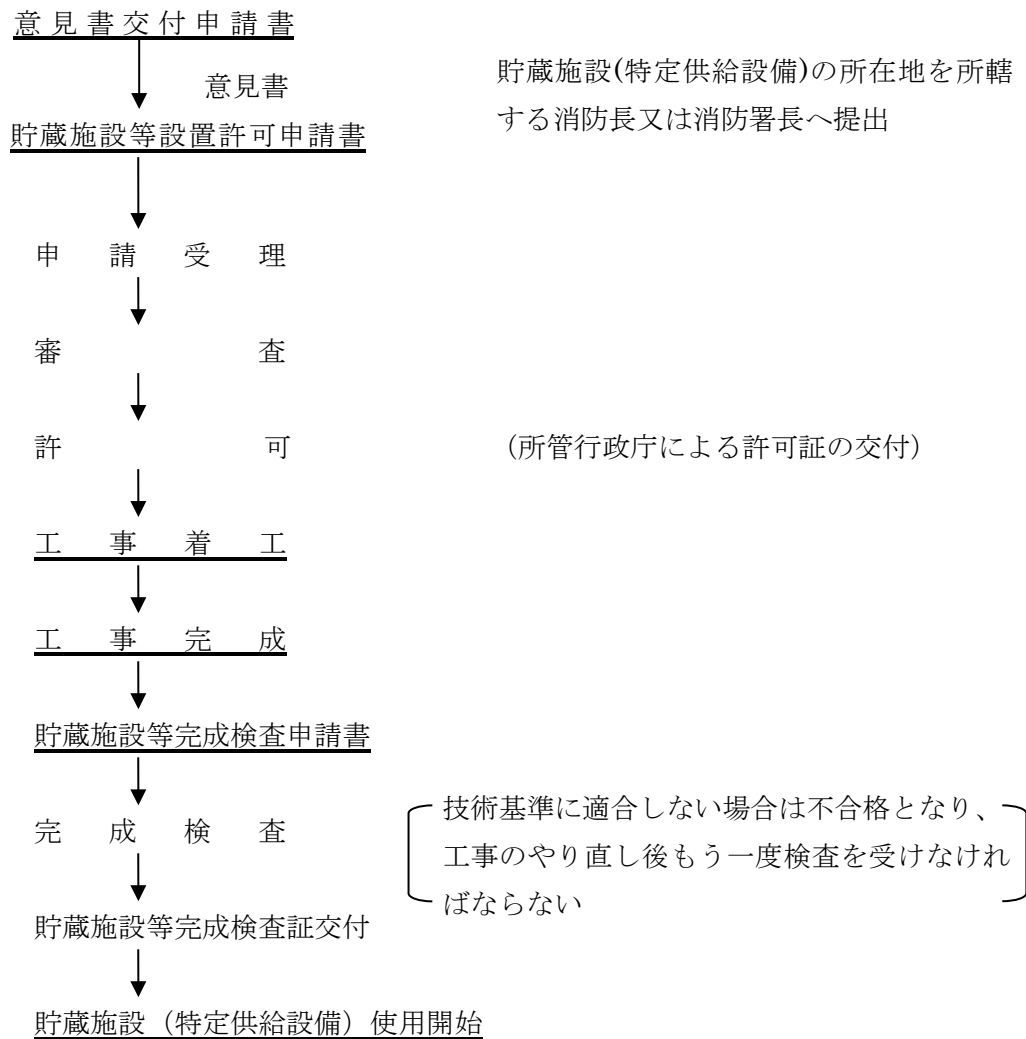 意見書交付申請書
意見書
貯蔵施設(特定供給設備)の所在地を所轄
する消防長又は消防署長へ提出
貯蔵施設等設置許可申請書
申請受理
審査
許可
（所管行政庁による許可証の交付）
工事着工
工事完成
貯蔵施設等完成検査申請書
完成検査
技術基準に適合しない場合は不合格となり、
工事のやり直し後もう一度検査を受けなけれ
ばならない
貯蔵施設等完成検査証交付
貯蔵施設（特定供給設備）使用開始